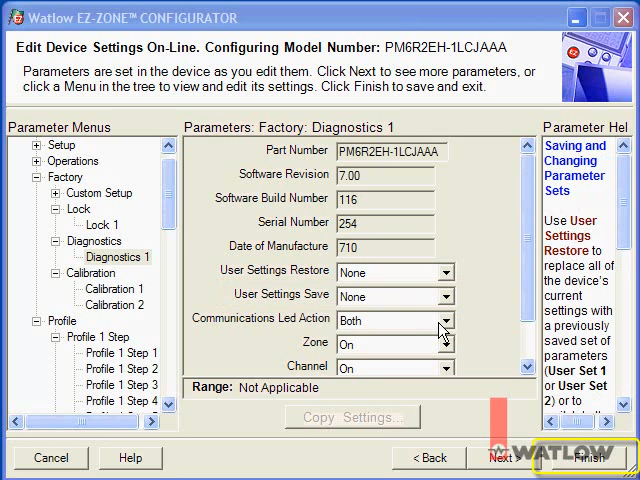 Watlow EZ-ZONE™ CONFIGURATOR
Edit Device Settings On-Line. Configuring Model Number: PM6R2EH-1LCJAAA
Parameters are set in the device as you edit them. Click Next to see more parameters, or
click a Menu in the tree to view and edit its settings. Click Finish to save and exit.
Parameter Menus
Setup
Operations
Factory
Custom Setup
Lock
Lock 1
Diagnostics
Diagnostics 1
Calibration
Calibration 1
Calibration 2
Profile
Profile 1 Step
Profile 1 Step 1
Profile 1 Step 2
Profile 1 Step 3
Profile 1 Step 4
Parameters: Factory: Diagnostics 1
Part Number PM6R2EH-1LCJAAA
Software Revision 7.00
Software Build Number 116
Serial Number 254
Date of Manufacture 710
User Settings Restore None
User Settings Save None
Communications Led Action Both
Zone On
Channel On
Range: Not Applicable
Copy Settings...
Parameter Hel
Saving and
Changing
Parameter
Sets
Use User
Settings
Restore to
replace all of
the device's
current
settings with
a previously
saved set of
parameters
(User Set 1
or User Set
2) or to
Cancel
Help
< Back
Next >
WATLOW
Finish